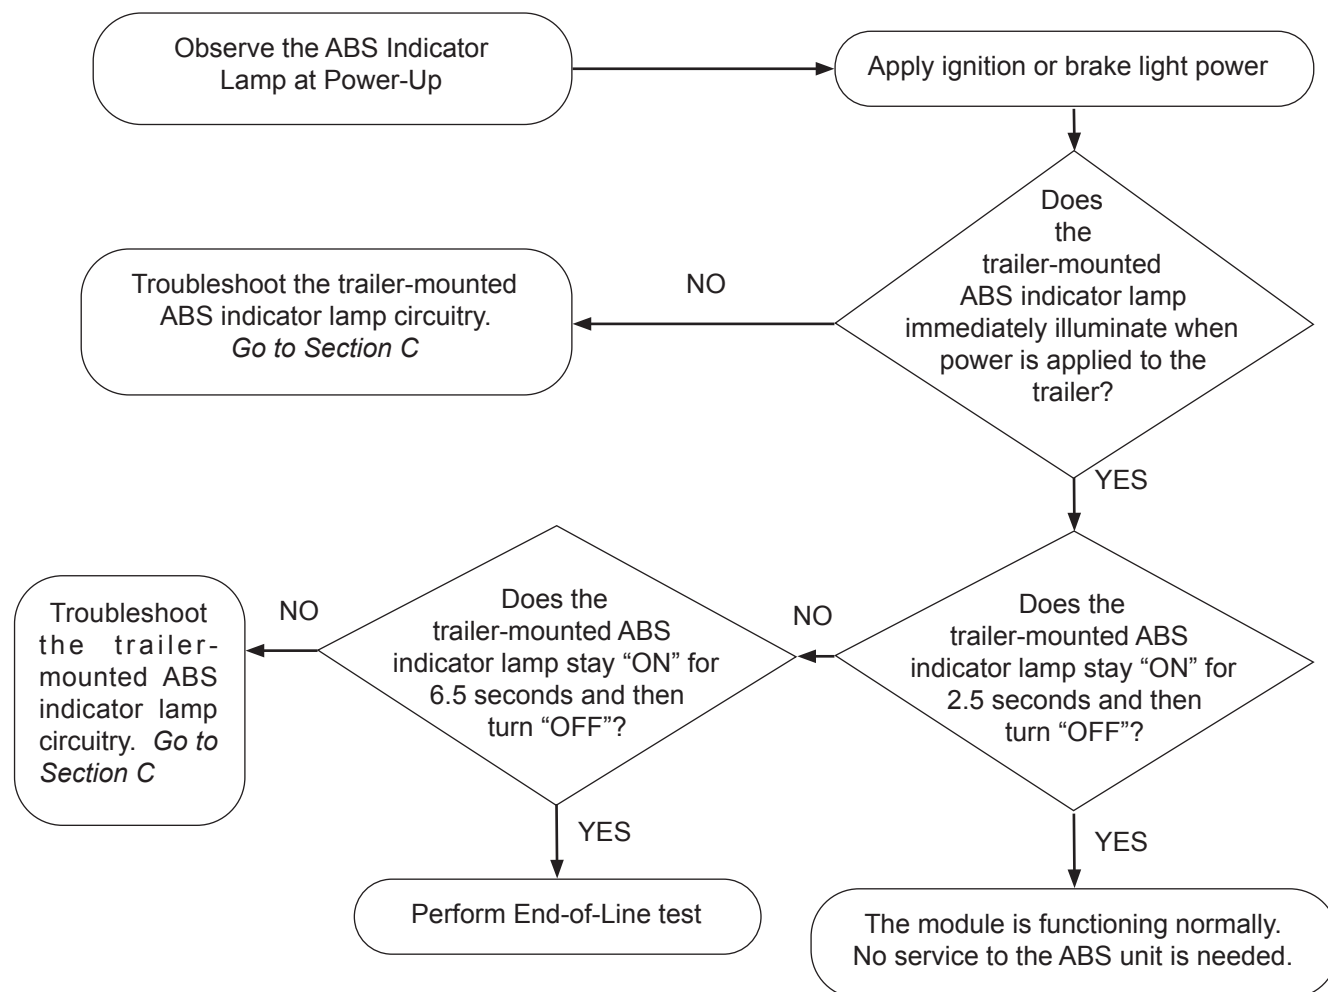 Observe the ABS Indicator
Lamp at Power-Up
Apply ignition or brake light power
Does
the
trailer-mounted
ABS indicator lamp
immediately illuminate when
power is applied to the
trailer?
NO
Troubleshoot the trailer-mounted
ABS indicator lamp circuitry.
Go to Section C
YES
Does the
trailer-mounted ABS
indicator lamp stay “ON” for
2.5 seconds and then
turn “OFF”?
NO
Does the
trailer-mounted ABS
indicator lamp stay “ON” for
6.5 seconds and then
turn “OFF”?
NO
Troubleshoot
the trailer-
mounted ABS
indicator lamp
circuitry. Go to
Section C
YES
Perform End-of-Line test
YES
The module is functioning normally.
No service to the ABS unit is needed.